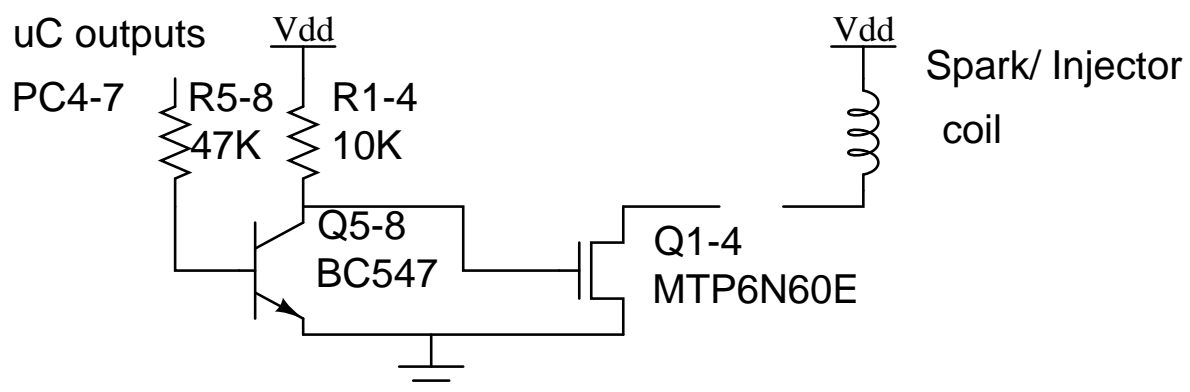 uC outputs
PC4-7
Vdd
R5-8
47K
R1-4
10K
Q5-8
BC547
Q1-4
MTP6N60E
Vdd
Spark/ Injector
coil